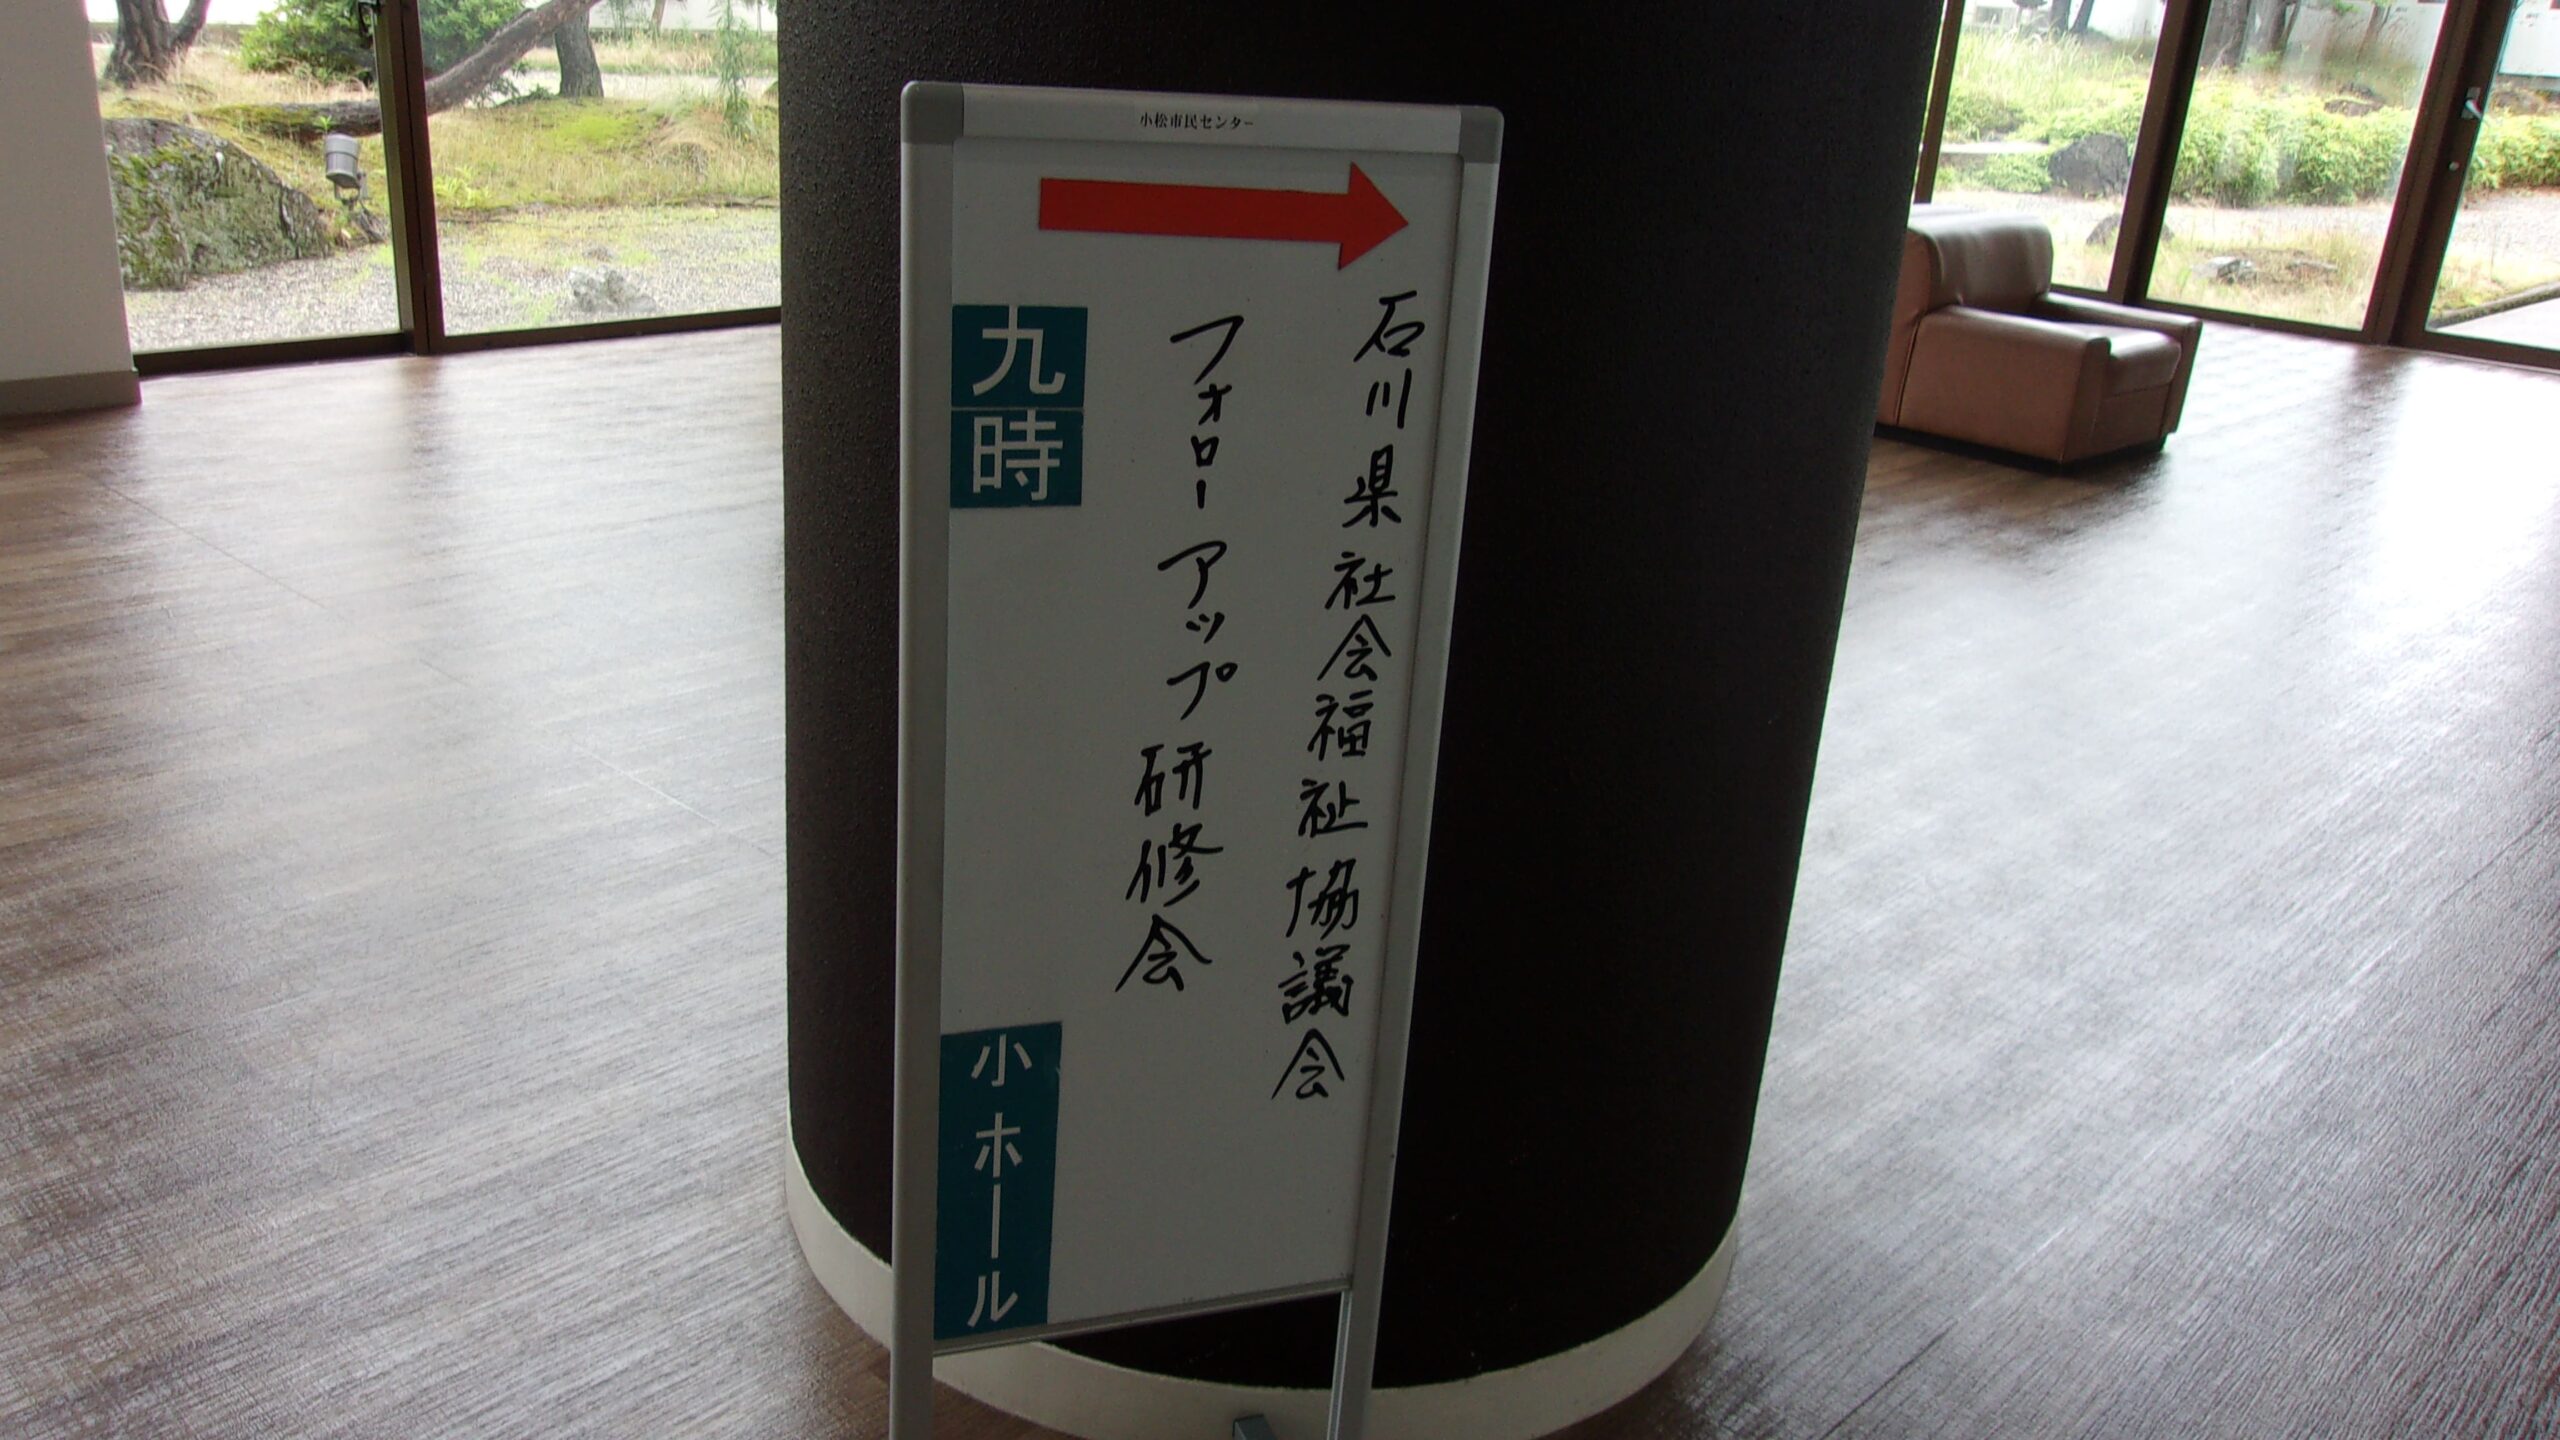 小松市民センター
石川県社会福祉協議会
フォローアップ研修会
九時
小ホール